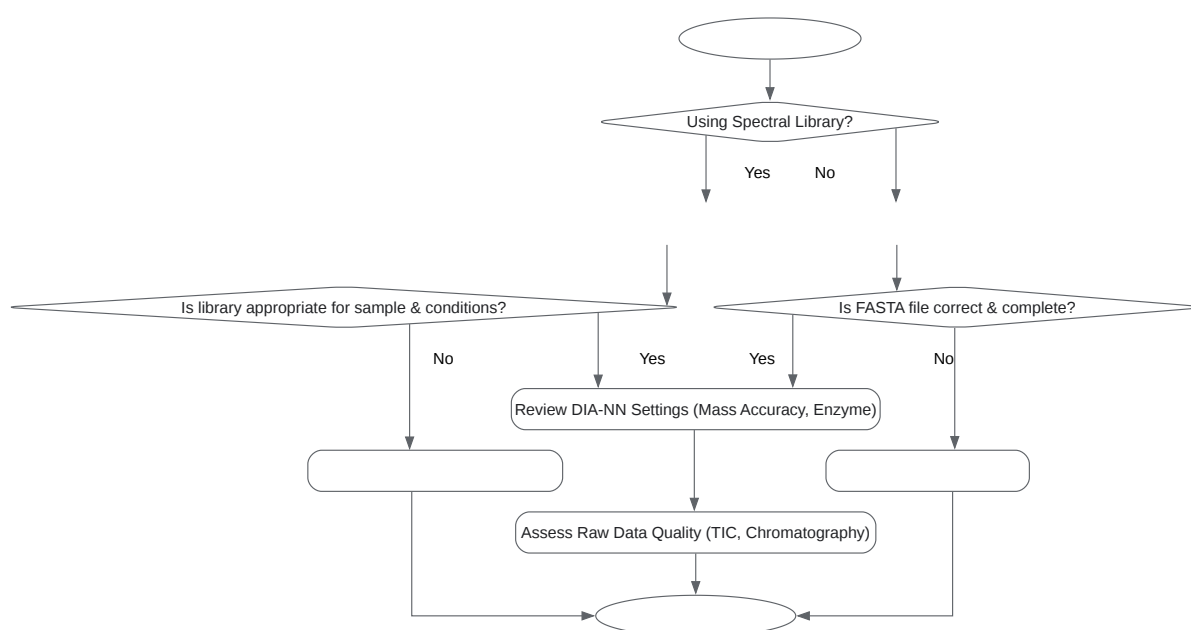 Using Spectral Library?
Yes
No
Is library appropriate for sample & conditions?
Is FASTA file correct & complete?
No
Yes
Yes
No
Review DIA-NN Settings (Mass Accuracy, Enzyme)
Assess Raw Data Quality (TIC, Chromatography)